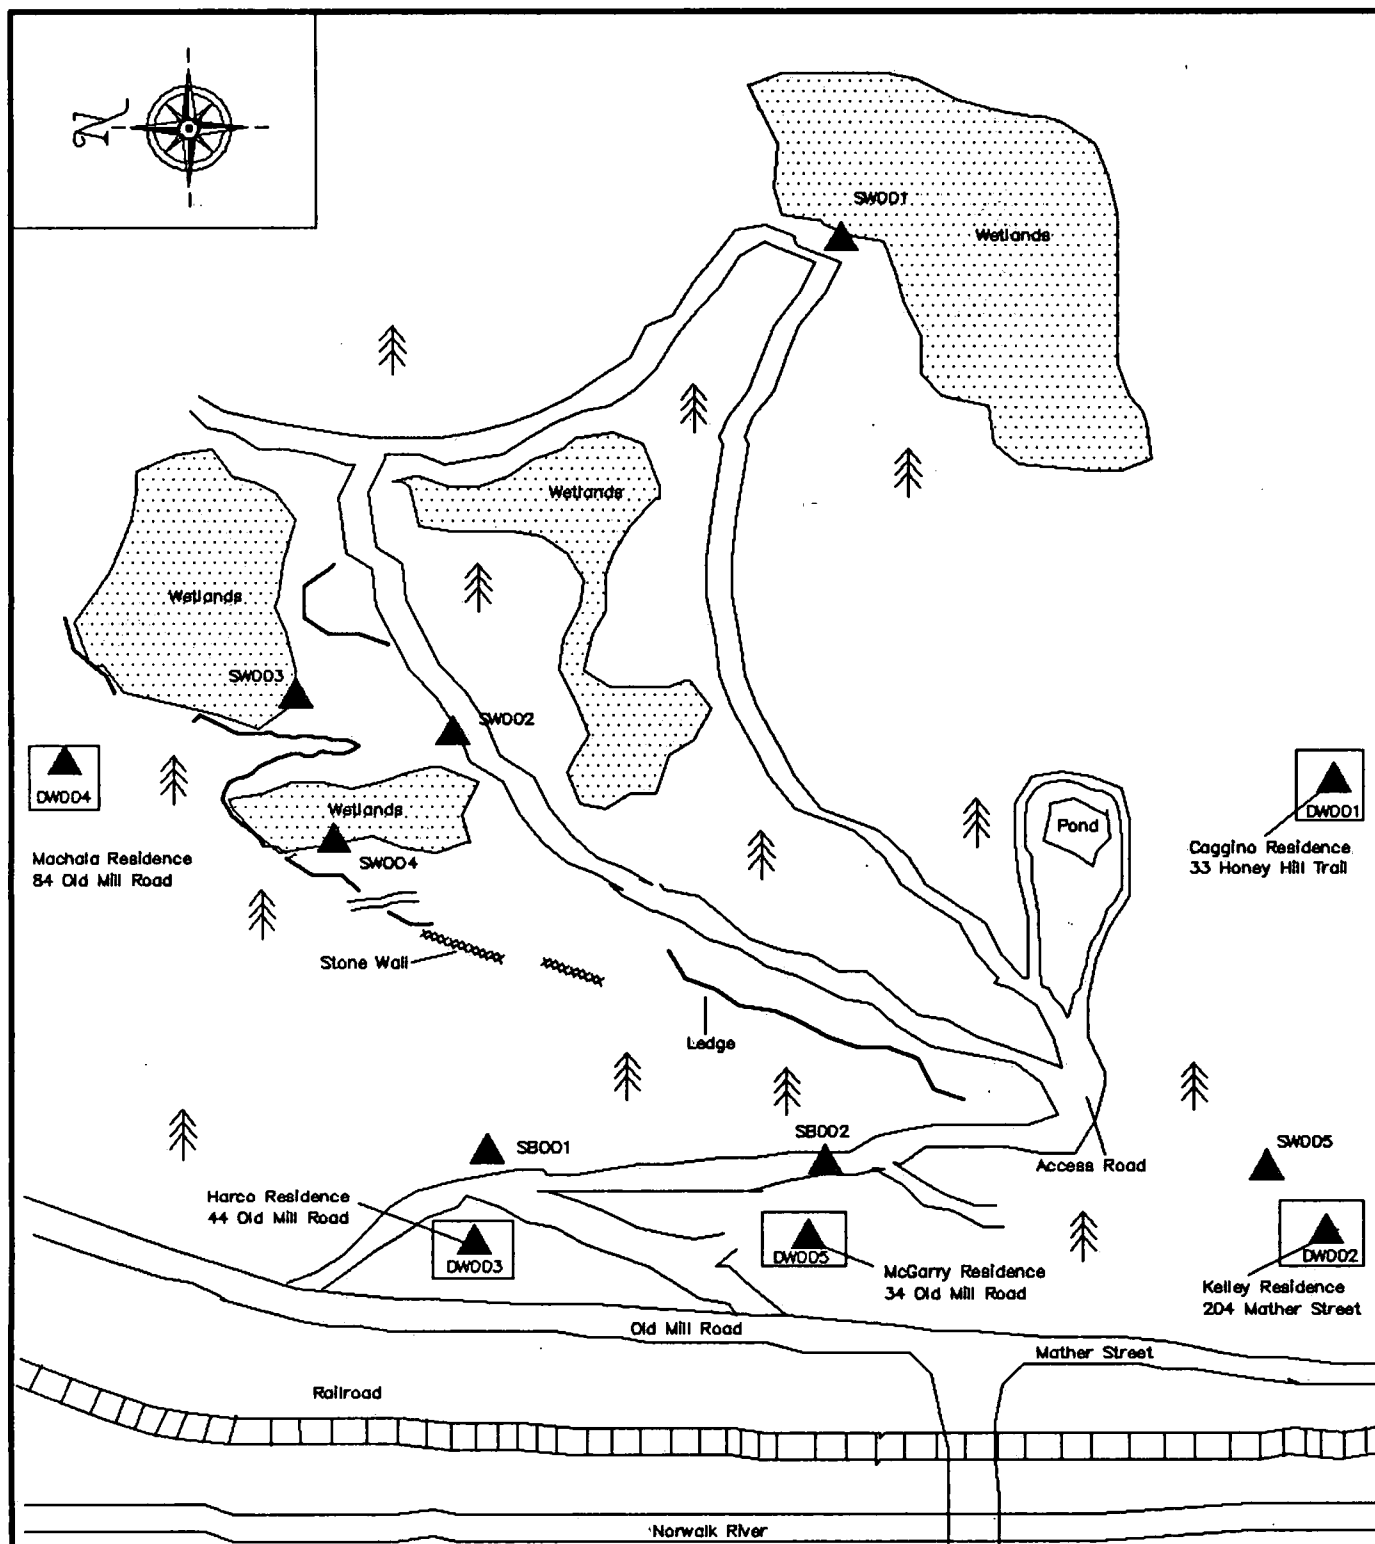 N
SW001
Wetlands
Wetlands
Wetlands
SW003
SW002
DW004
DW001
Wetlands
Pond
SW004
Machala Residence
84 Old Mill Road
Caggino Residence
33 Honey Hill Trail
Stone Wall
Ledge
SB001
SB002
SW005
Access Road
Harco Residence
44 Old Mill Road
DW003
DW005
DW002
McGarry Residence
34 Old Mill Road
Kelley Residence
204 Mather Street
Old Mill Road
Mather Street
Railroad
Norwalk River